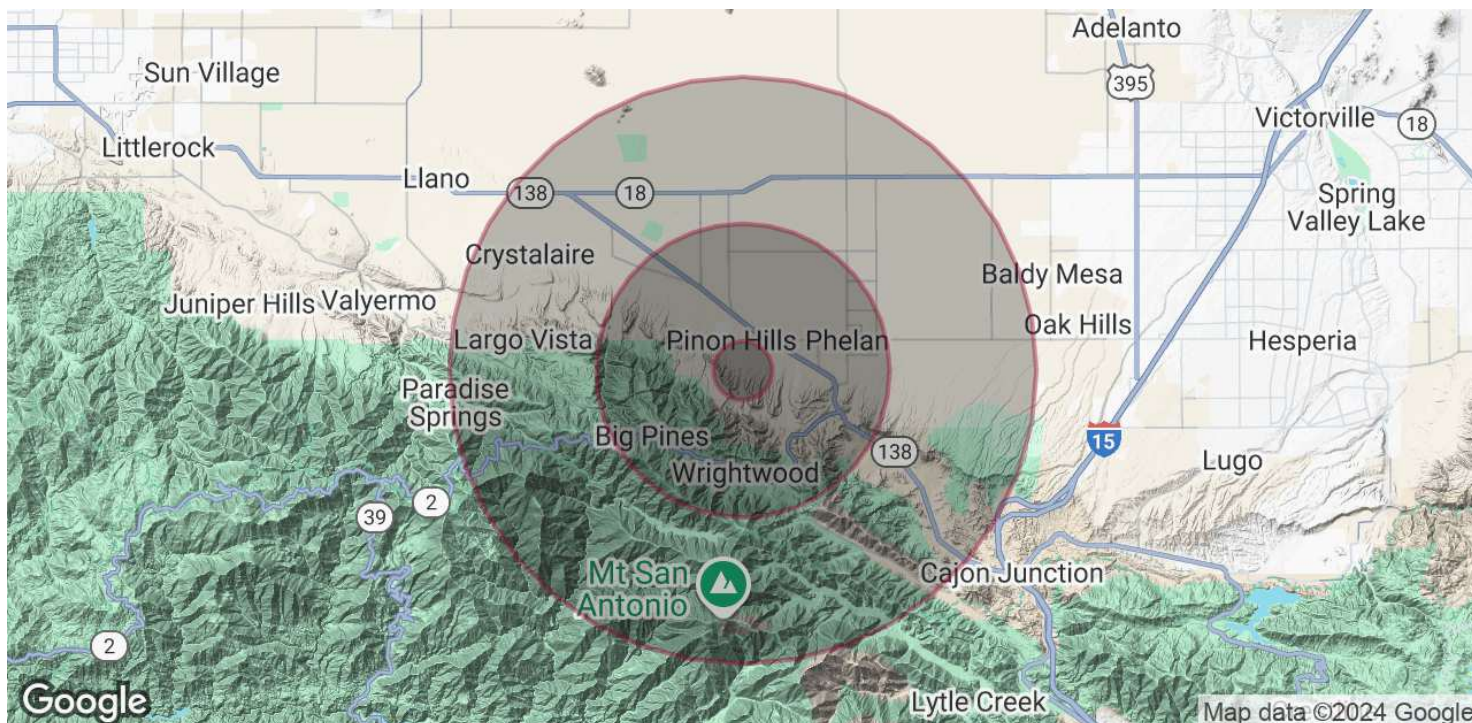 Adelanto
395
Sun Village
Victorville
18
Littlerock
Llano
138
18
Spring
Valley Lake
Crystalaire
Baldy Mesa
Juniper Hills
Valyermo
Oak Hills
Largo Vista
Pinon Hills
Phelan
Hesperia
Paradise
Springs
Big Pines
138
15
Wrightwood
Lugo
2
39
Mt San
Antonio
Cajon Junction
2
Lytle Creek
Google
Map data ©2024 Google